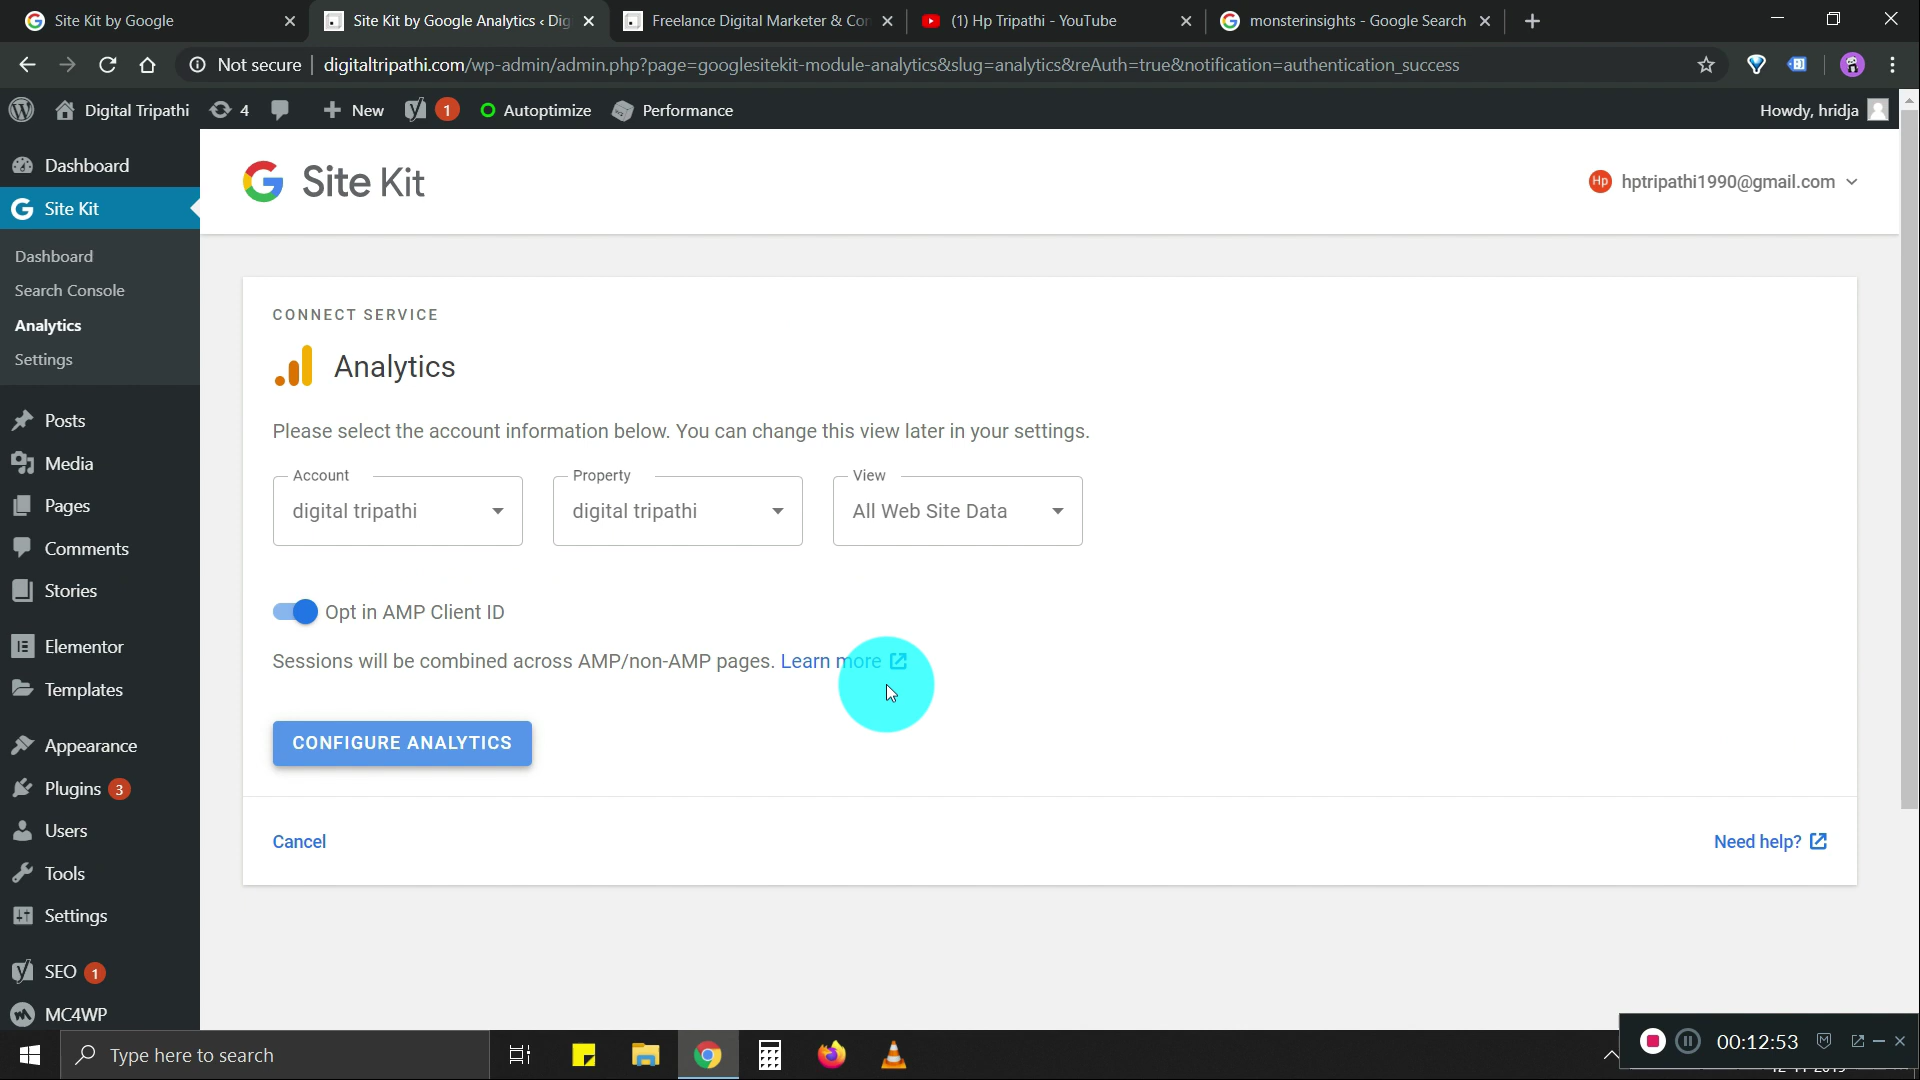 Site Kit by Google
Site Kit by Google Analytics ‹ Dig
Freelance Digital Marketer & Con
(1) Hp Tripathi - YouTube
monsterinsights - Google Search
Not secure
digitaltripathi.com/wp-admin/admin.php?page=googlesitekit-module-analytics&slug=analytics&reAuth=true&notification=authentication_success
Digital Tripathi
4
New
1
Autoptimize
Performance
Howdy, hridja
Dashboard
Site Kit
Dashboard
Search Console
Analytics
Settings
Posts
Media
Pages
Comments
Stories
Elementor
Templates
Appearance
Plugins 3
Users
Tools
Settings
SEO 1
MC4WP
Site Kit
Hp
hptripathi1990@gmail.com
CONNECT SERVICE
Analytics
Please select the account information below. You can change this view later in your settings.
Account
digital tripathi
Property
digital tripathi
View
All Web Site Data
Opt in AMP Client ID
Sessions will be combined across AMP/non-AMP pages. Learn more
CONFIGURE ANALYTICS
Cancel
Need help?
Type here to search
00:12:53